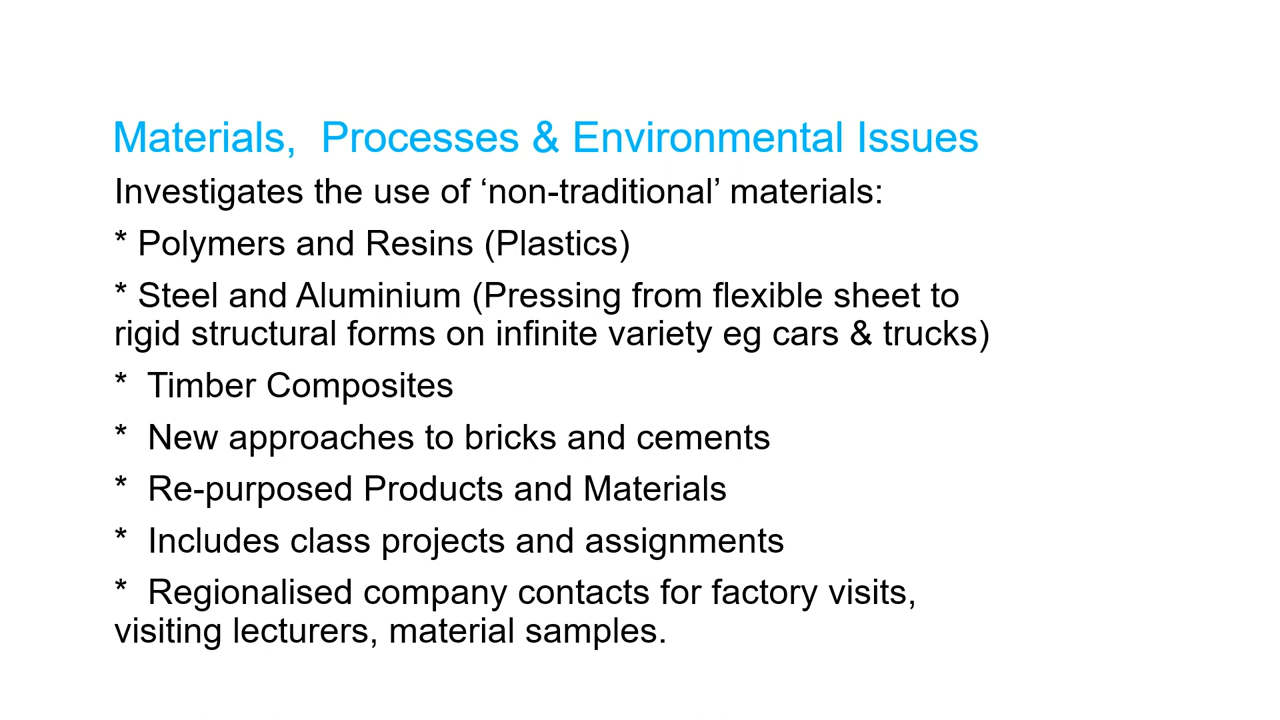 Materials,  Processes & Environmental Issues
Investigates the use of ‘non-traditional’ materials:
* Polymers and Resins (Plastics)
* Steel and Aluminium (Pressing from flexible sheet to
rigid structural forms on infinite variety eg cars & trucks)
*  Timber Composites
*  New approaches to bricks and cements
*  Re-purposed Products and Materials
*  Includes class projects and assignments
*  Regionalised company contacts for factory visits,
visiting lecturers, material samples.